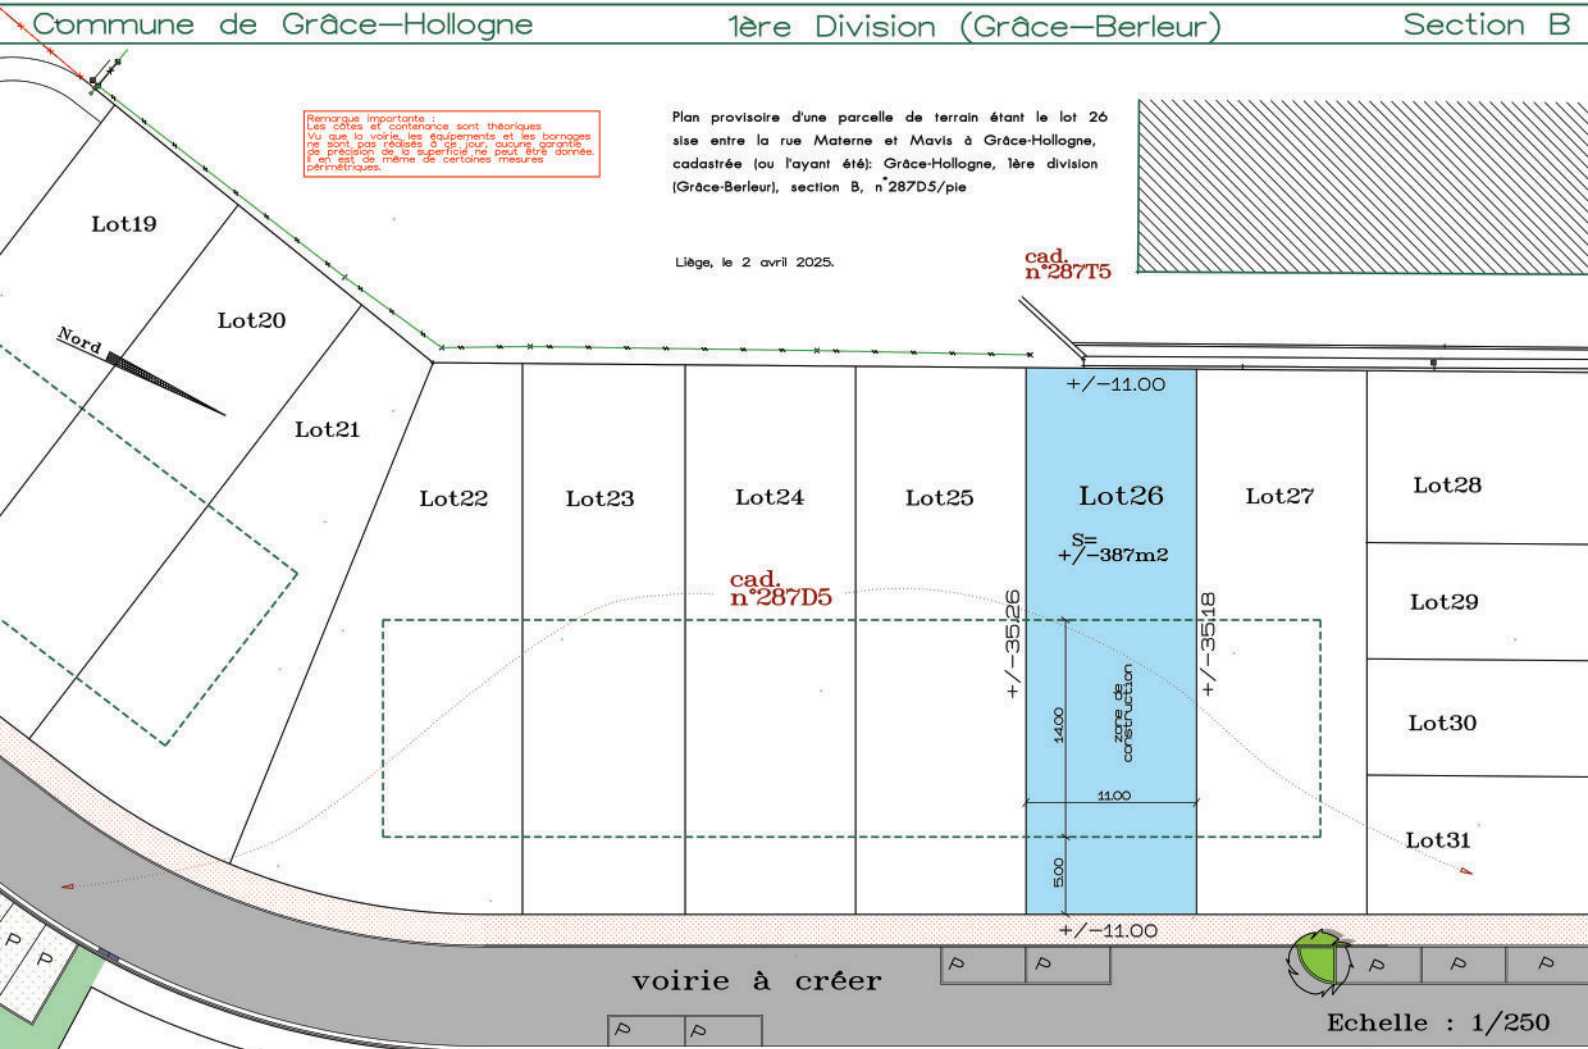 Commune de Grâce-Hollogne 1ère Division (Grâce-Berleur) Section B
Remarque importante :
Les côtes et contenance sont théoriques
Vu que la voirie, les équipements et les bornages
ne sont pas réalisés à ce jour, aucune garantie
de précision de la superficie ne peut être donnée.
Il en est de même de certaines mesures
périmétriques.
Plan provisoire d'une parcelle de terrain étant le lot 26
sise entre la rue Materne et Mavis à Grâce-Hollogne,
cadastrée (ou l'ayant été): Grâce-Hollogne, 1ère division
(Grâce-Berleur), section B, n°287D5/pie
Liège, le 2 avril 2025.
cad.
n°287T5
Lot19
Lot20
Nord
Lot21
Lot22
Lot23
Lot24
Lot25
+/-11.00
Lot26
S=
+/-387m2
Lot27
Lot28
Lot29
Lot30
Lot31
cad.
n°287D5
+/-35.26
+/-35.18
14.00
zone de
construction
11.00
5.00
+/-11.00
voirie à créer
P
P
P
P
P
P
P
P
P
Echelle : 1/250